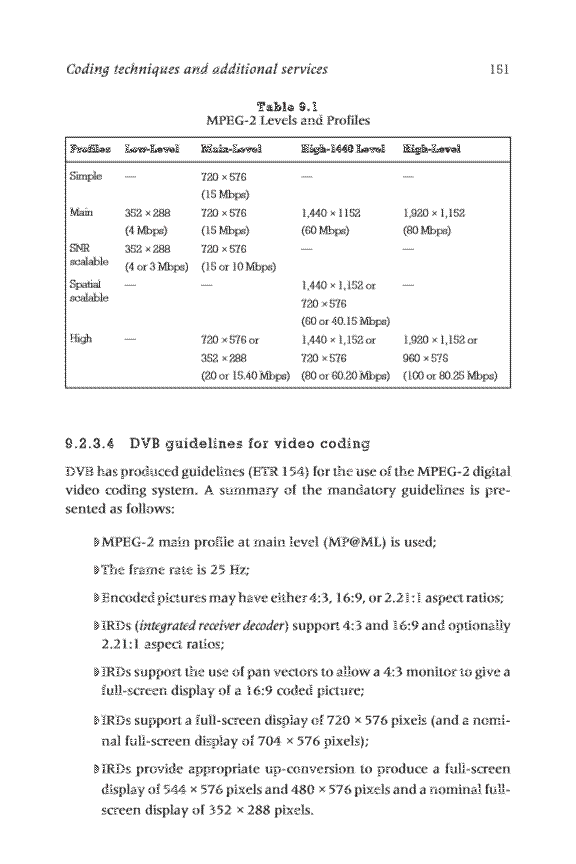 Coding techniques and additional services 151
Table 9.1
MPEG-2 Levels and Profiles
Profiles Low-Level Main-Level High-1440 Level High-Level
Simple — 720 × 576 — —
(15 Mbps)
Main 352 × 288 720 × 576 1,440 × 1152 1,920 × 1,152
(4 Mbps) (15 Mbps) (60 Mbps) (80 Mbps)
SNR 352 × 288 720 × 576 — —
scalable (4 or 3 Mbps) (15 or 10 Mbps)
Spatial — — 1,440 × 1,152 or —
scalable 720 × 576
(60 or 40.15 Mbps)
High — 720 × 576 or 1,440 × 1,152 or 1,920 × 1,152 or
352 × 288 720 × 576 960 × 576
(20 or 15.40 Mbps) (80 or 60.20 Mbps) (100 or 80.25 Mbps)
9.2.3.4 DVB guidelines for video coding
DVB has produced guidelines (ETR 154) for the use of the MPEG-2 digital
video coding system. A summary of the mandatory guidelines is pre-
sented as follows:
MPEG-2 main profile at main level (MP@ML) is used;
The frame rate is 25 Hz;
Encoded pictures may have either 4:3, 16:9, or 2.21:1 aspect ratios;
IRDs (integrated receiver decoder) support 4:3 and 16:9 and optionally
2.21:1 aspect ratios;
IRDs support the use of pan vectors to allow a 4:3 monitor to give a
full-screen display of a 16:9 coded picture;
IRDs support a full-screen display of 720 × 576 pixels (and a nomi-
nal full-screen display of 704 × 576 pixels);
IRDs provide appropriate up-conversion to produce a full-screen
display of 544 × 576 pixels and 480 × 576 pixels and a nominal full-
screen display of 352 × 288 pixels.